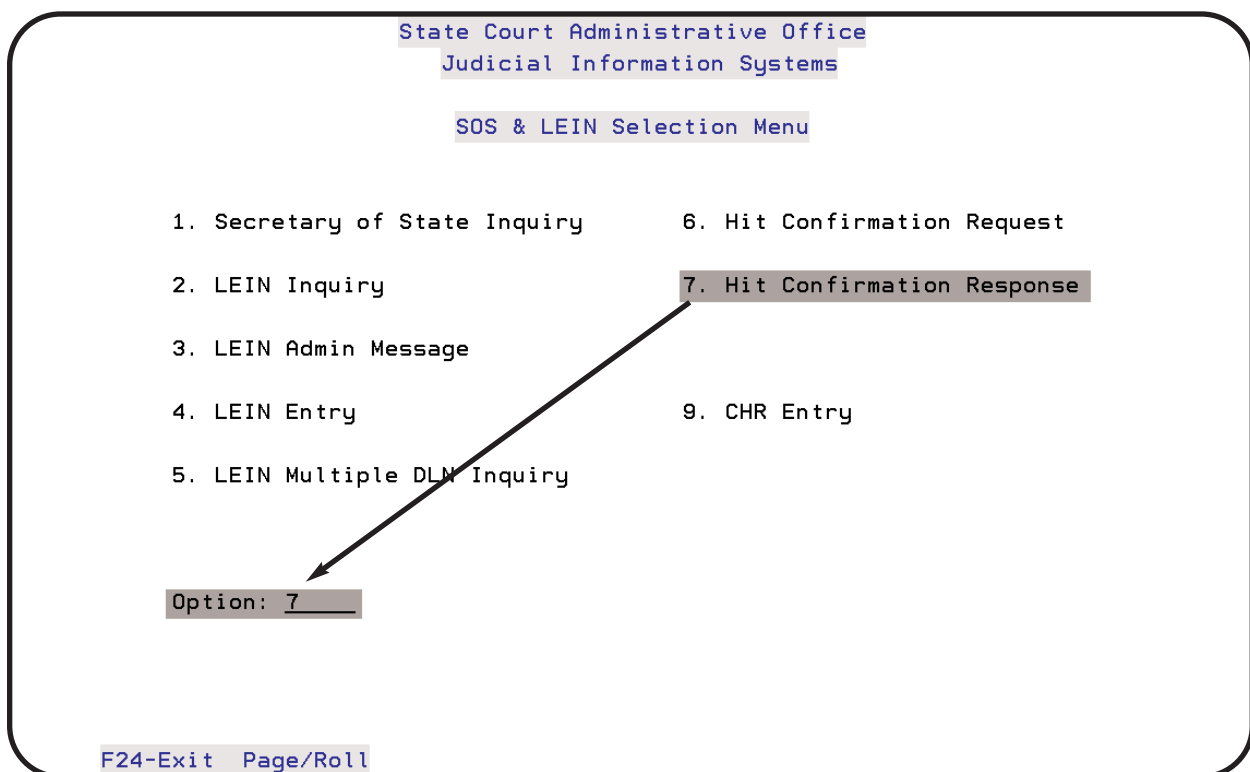 State Court Administrative Office
Judicial Information Systems
SOS & LEIN Selection Menu
1. Secretary of State Inquiry 6. Hit Confirmation Request
2. LEIN Inquiry 7. Hit Confirmation Response
3. LEIN Admin Message
4. LEIN Entry 9. CHR Entry
5. LEIN Multiple DLN Inquiry
Option: 7
F24-Exit Page/Roll